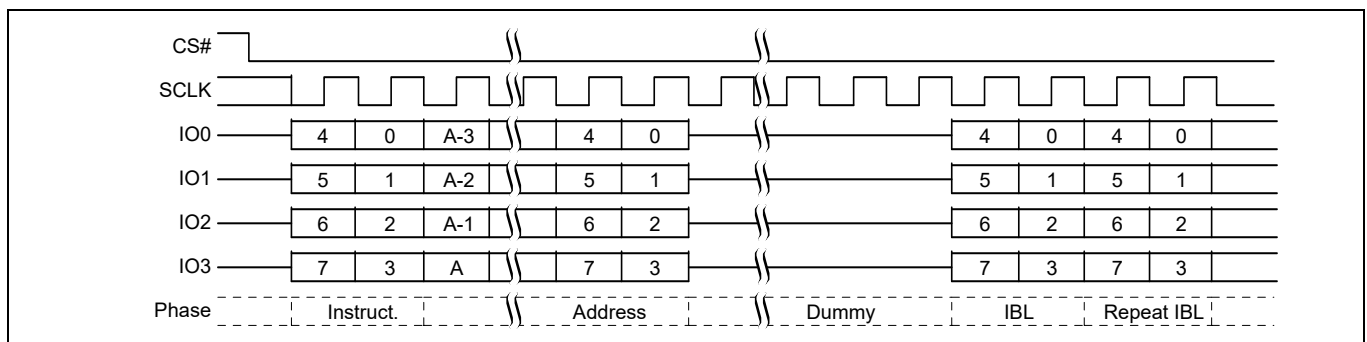 CS#
SCLK
IO0 4 0 A-3 4 0 4 0 4 0
IO1 5 1 A-2 5 1 5 1 5 1
IO2 6 2 A-1 6 2 6 2 6 2
IO3 7 3 A 7 3 7 3 7 3
Phase Instruct. Address Dummy IBL Repeat IBL